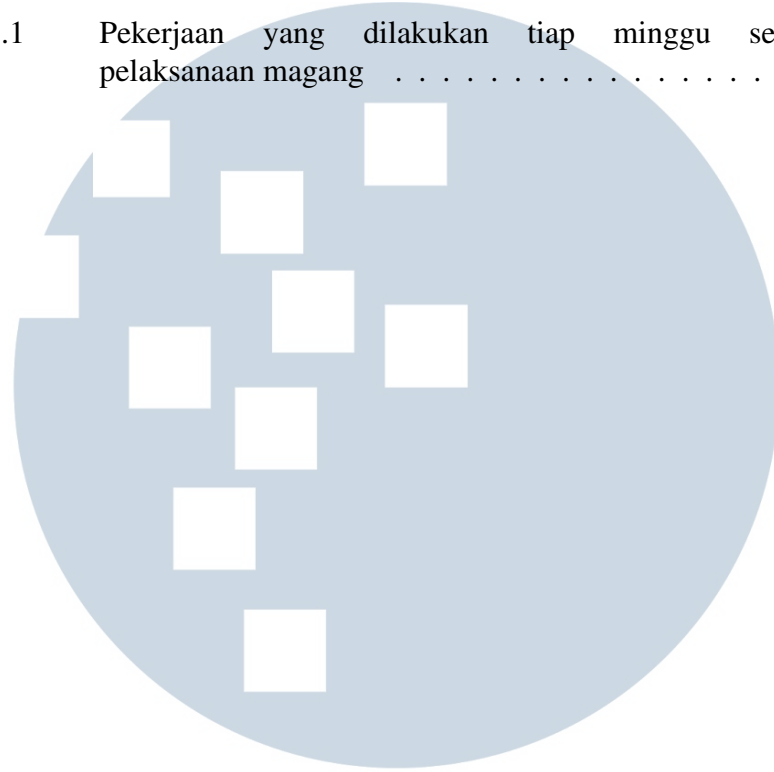 .1 Pekerjaan yang dilakukan tiap minggu se
pelaksanaan magang . . . . . . . . . . . . . . . .